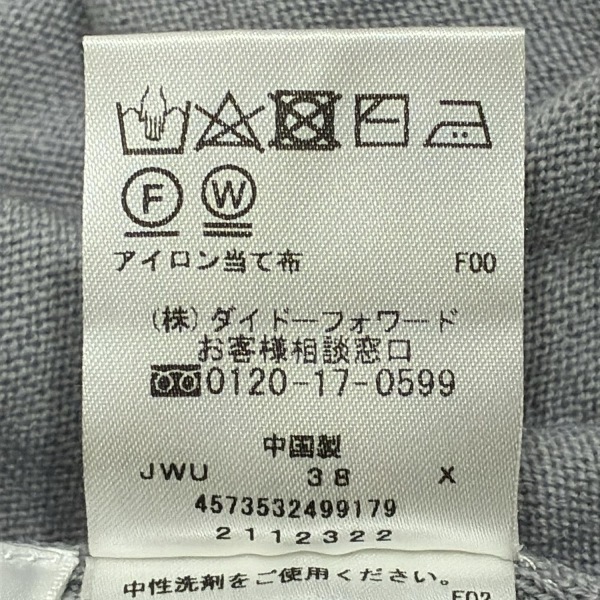 F W
アイロン当て布 F00
(株)ダイドーフォワード
お客様相談窓口
0120-17-0599
中国製
JWU 38 X
4573532499179
2112322
中性洗剤をご使用ください。 F02